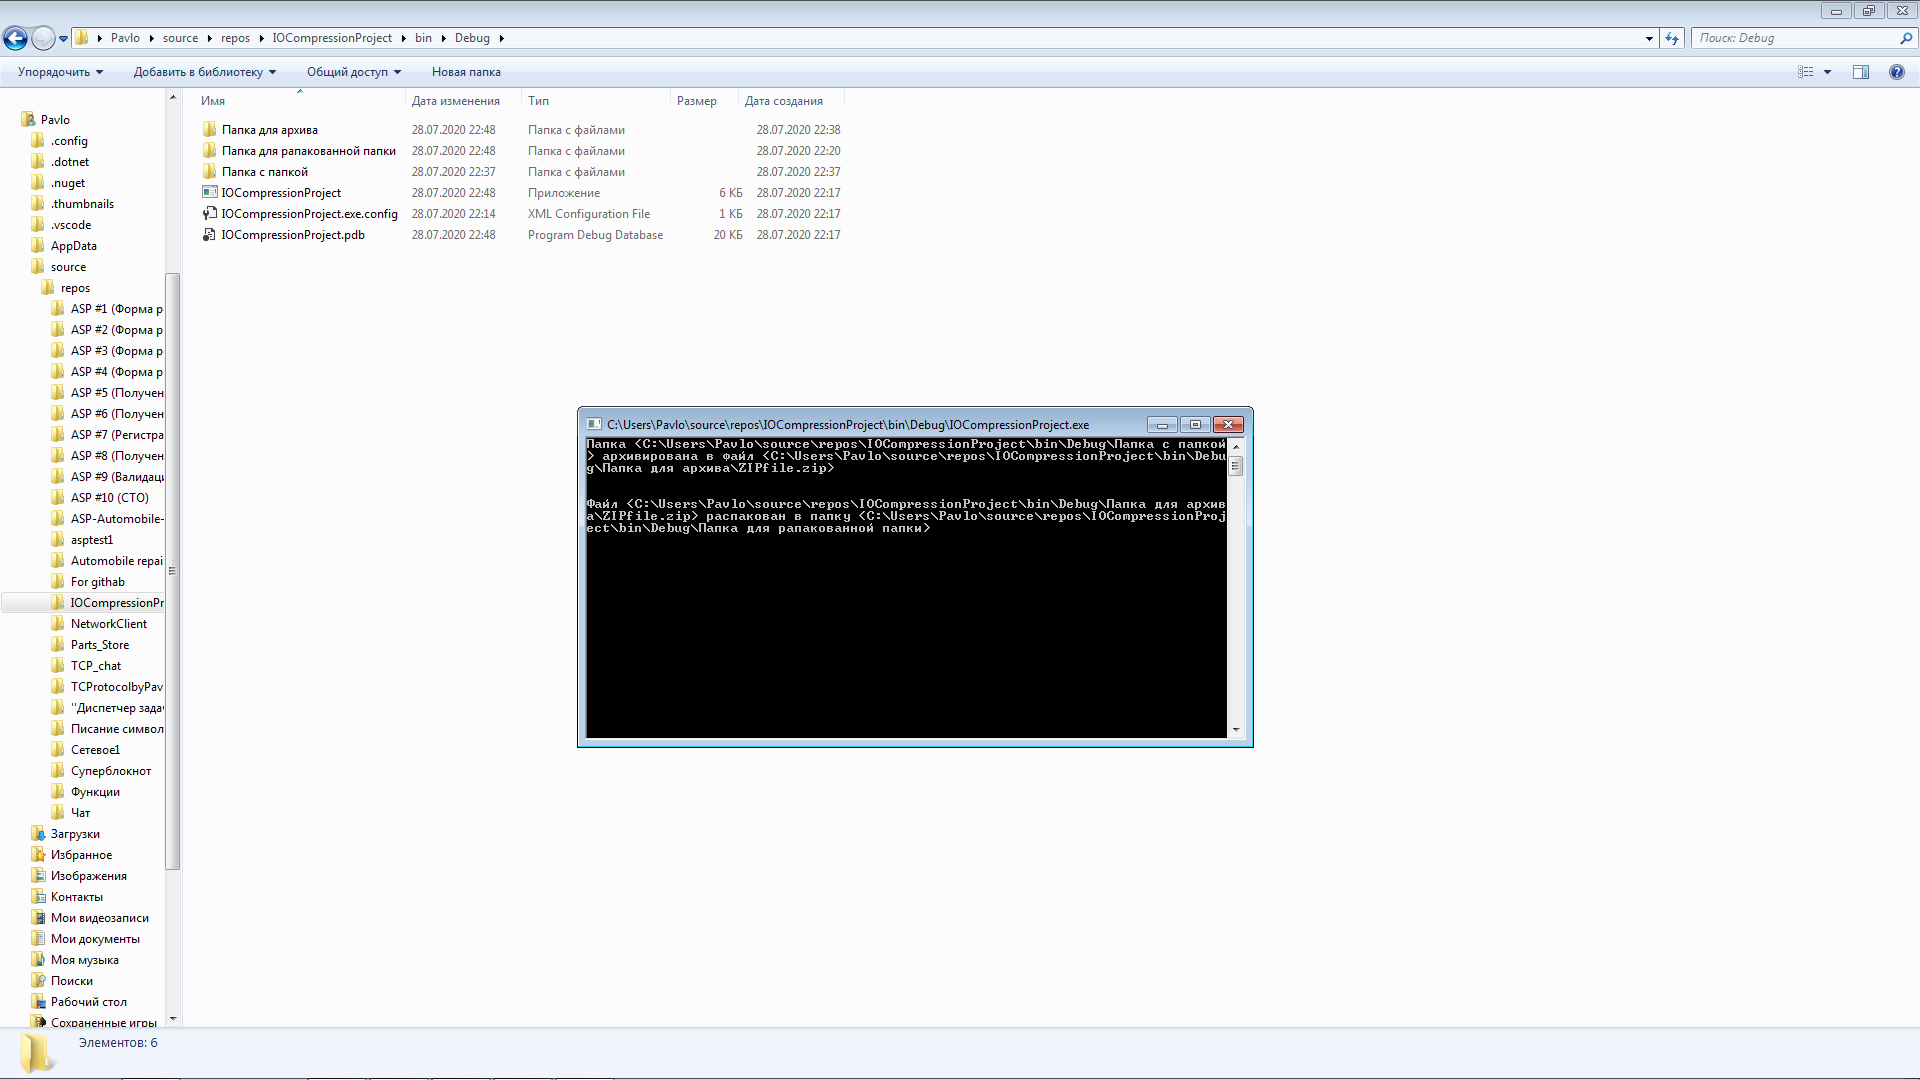 Pavlo source repos IOCompressionProject bin Debug
Поиск: Debug
Упорядочить Добавить в библиотеку Общий доступ Новая папка
Имя Дата изменения Тип Размер Дата создания
Папка для архива 28.07.2020 22:48 Папка с файлами 28.07.2020 22:38
Папка для рапакованной папки 28.07.2020 22:48 Папка с файлами 28.07.2020 22:20
Папка с папкой 28.07.2020 22:37 Папка с файлами 28.07.2020 22:37
IOCompressionProject 28.07.2020 22:48 Приложение 6 КБ 28.07.2020 22:17
IOCompressionProject.exe.config 28.07.2020 22:14 XML Configuration File 1 КБ 28.07.2020 22:17
IOCompressionProject.pdb 28.07.2020 22:48 Program Debug Database 20 КБ 28.07.2020 22:17
Pavlo
.config
.dotnet
.nuget
.thumbnails
.vscode
AppData
source
repos
ASP #1 (Форма р
ASP #2 (Форма р
ASP #3 (Форма р
ASP #4 (Форма р
ASP #5 (Получен
ASP #6 (Получен
ASP #7 (Регистра
ASP #8 (Получен
ASP #9 (Валидаци
ASP #10 (СТО)
ASP-Automobile-
asptest1
Automobile repai
For githab
IOCompressionPr
NetworkClient
Parts_Store
TCP_chat
TCProtocolbyPav
"Диспетчер зада
Писание символ
Сетевое1
Суперблокнот
Функции
Чат
Загрузки
Избранное
Изображения
Контакты
Мои видеозаписи
Мои документы
Моя музыка
Поиски
Рабочий стол
Сохраненные игры
C:\Users\Pavlo\source\repos\IOCompressionProject\bin\Debug\IOCompressionProject.exe
Папка <C:\Users\Pavlo\source\repos\IOCompressionProject\bin\Debug\Папка с папкой
> архивирована в файл <C:\Users\Pavlo\source\repos\IOCompressionProject\bin\Debu
g\Папка для архива\ZIPfile.zip>
Файл <C:\Users\Pavlo\source\repos\IOCompressionProject\bin\Debug\Папка для архив
а\ZIPfile.zip> распакован в папку <C:\Users\Pavlo\source\repos\IOCompressionProj
ect\bin\Debug\Папка для рапакованной папки>
Элементов: 6